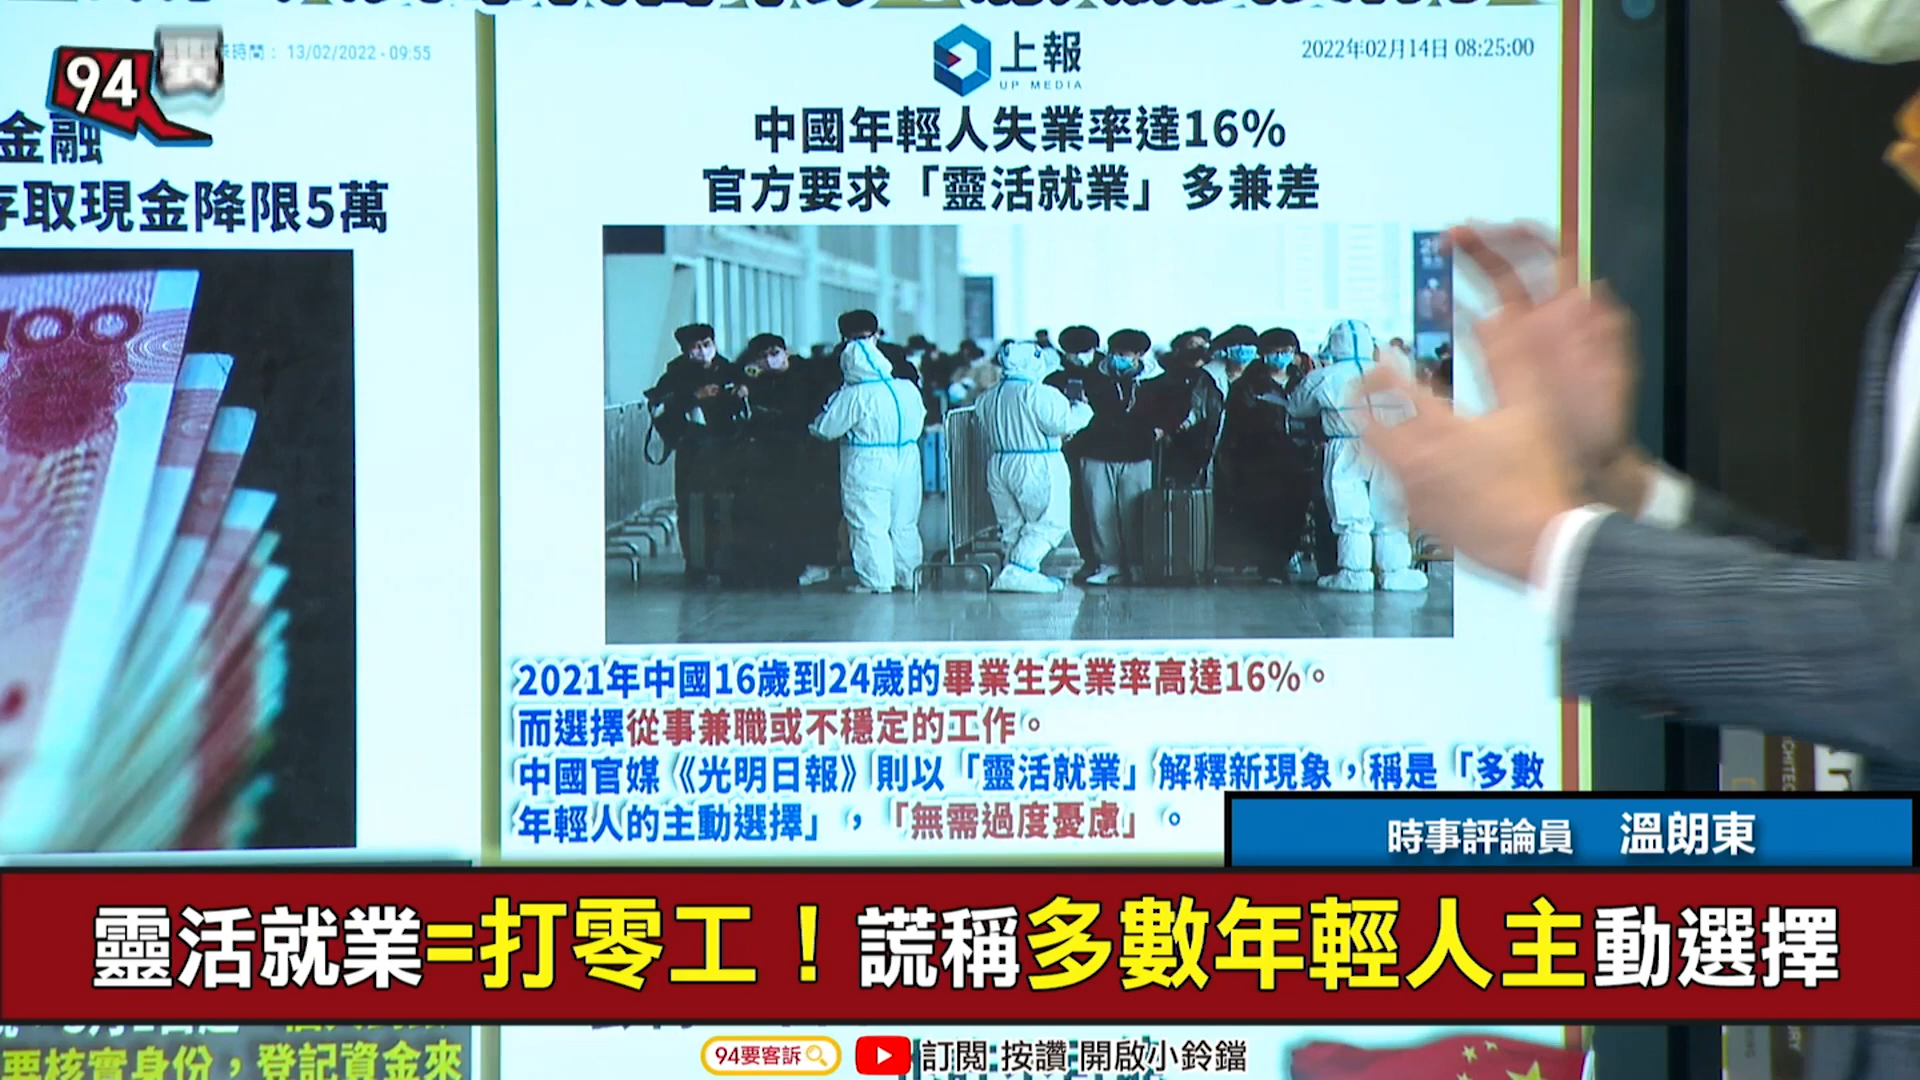 94要
時間：13/02/2022-09:55
金融
存取現金降限5萬
100
上報
UP MEDIA
2022年02月14日 08:25:00
中國年輕人失業率達16%
官方要求「靈活就業」多兼差
2021年中國16歲到24歲的畢業生失業率高達16%。
而選擇從事兼職或不穩定的工作。
中國官媒《光明日報》則以「靈活就業」解釋新現象，稱是「多數
年輕人的主動選擇」，「無需過度憂慮」。
時事評論員 溫朗東
靈活就業=打零工！謊稱多數年輕人主動選擇
要核實身份，登記資金來
94要客訴
訂閱 按讚 開啟小鈴鐺